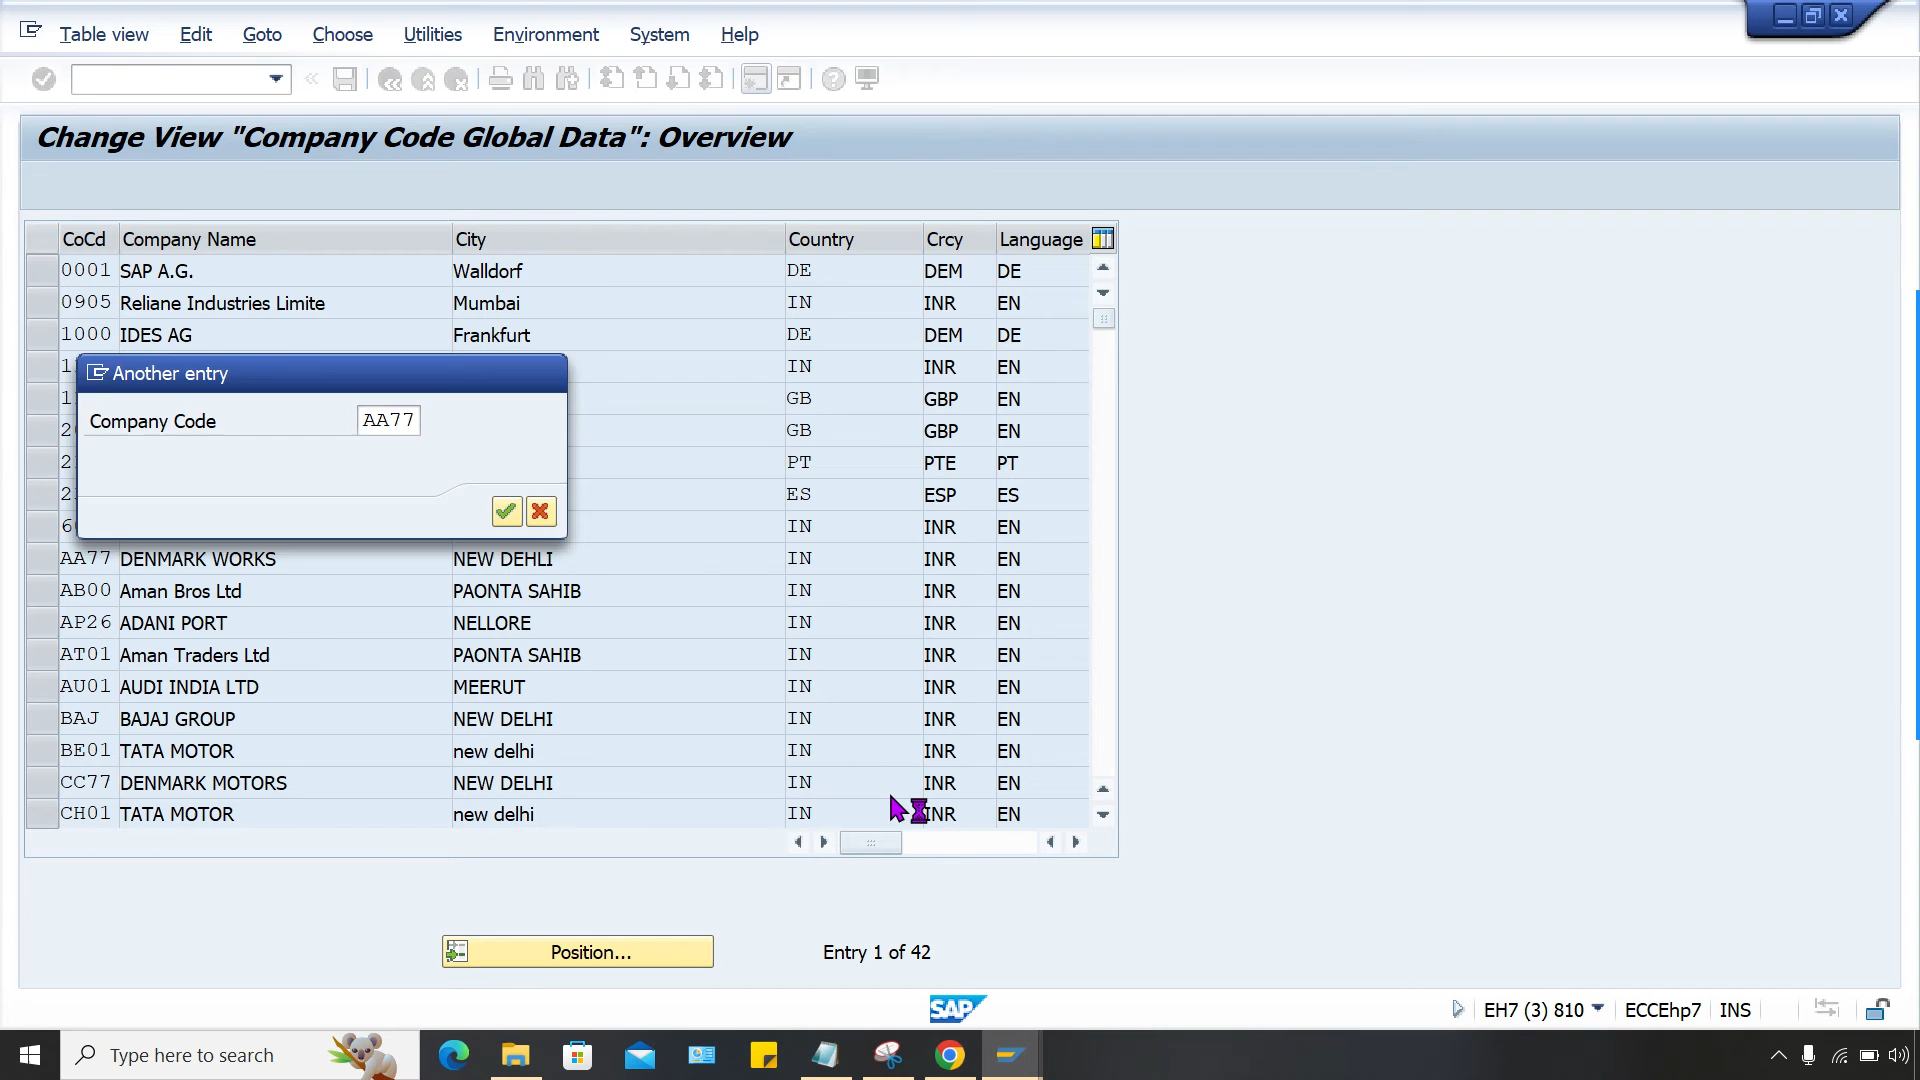 Table view Edit Goto Choose Utilities Environment System Help
Change View "Company Code Global Data": Overview
CoCd Company Name City Country Crcy Language
0001 SAP A.G. Walldorf DE DEM DE
0905 Reliane Industries Limite Mumbai IN INR EN
1000 IDES AG Frankfurt DE DEM DE
IN INR EN
Another entry
GB GBP EN
Company Code AA77
GB GBP EN
PT PTE PT
ES ESP ES
IN INR EN
AA77 DENMARK WORKS NEW DEHLI IN INR EN
AB00 Aman Bros Ltd PAONTA SAHIB IN INR EN
AP26 ADANI PORT NELLORE IN INR EN
AT01 Aman Traders Ltd PAONTA SAHIB IN INR EN
AU01 AUDI INDIA LTD MEERUT IN INR EN
BAJ BAJAJ GROUP NEW DELHI IN INR EN
BE01 TATA MOTOR new delhi IN INR EN
CC77 DENMARK MOTORS NEW DELHI IN INR EN
CH01 TATA MOTOR new delhi IN INR EN
Position... Entry 1 of 42
SAP EH7 (3) 810 ECCEhp7 INS
Type here to search